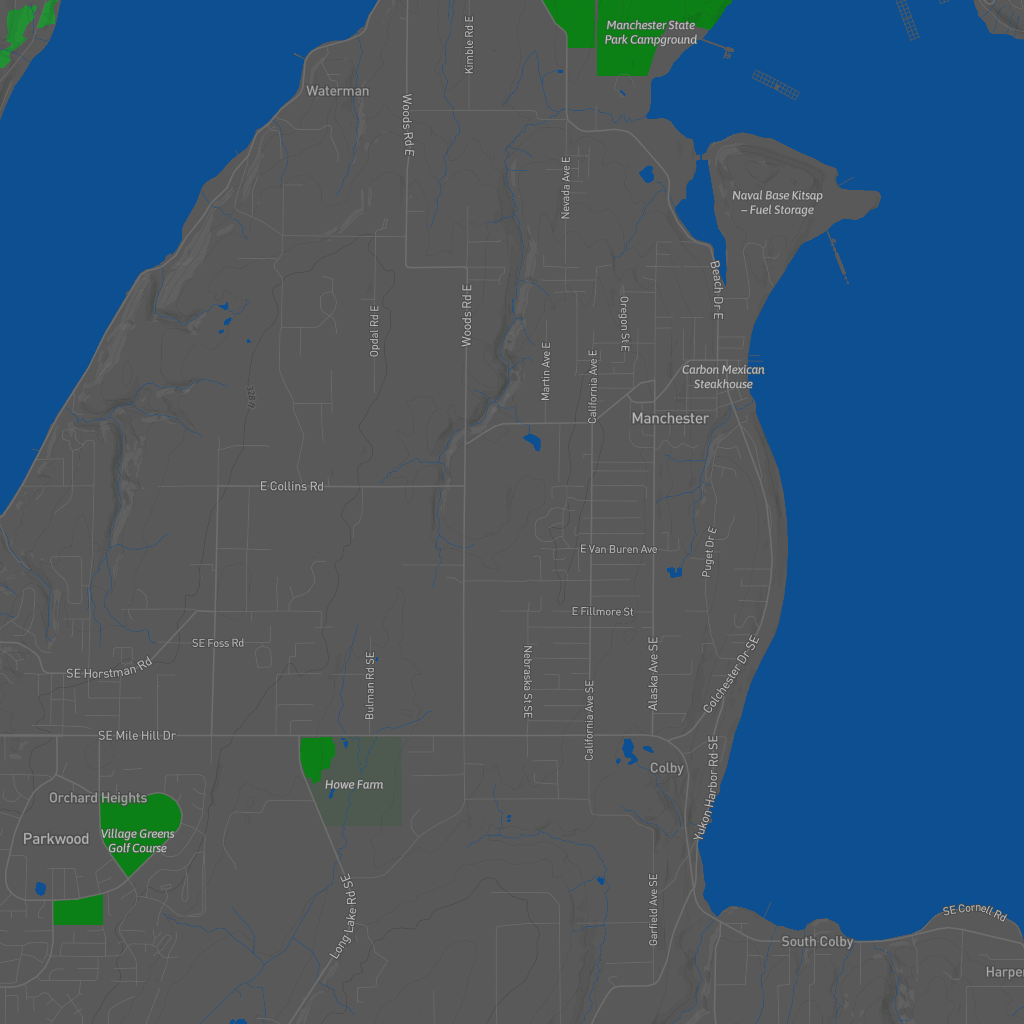 Manchester State
Park Campground
Kimble Rd E
Waterman
Woods Rd E
Nevada Ave E
Naval Base Kitsap
– Fuel Storage
Beach Dr E
Woods Rd E
Opdal Rd E
Oregon St E
Martin Ave E
California Ave E
Carbon Mexican
Steakhouse
328 ft
Manchester
E Collins Rd
E Van Buren Ave
Puget Dr E
E Fillmore St
SE Foss Rd
SE Horstman Rd
Bulman Rd SE
Nebraska St SE
Alaska Ave SE
Colchester Dr SE
California Ave SE
SE Mile Hill Dr
Colby
Yukon Harbor Rd SE
Howe Farm
Orchard Heights
Parkwood
Village Greens
Golf Course
Long Lake Rd SE
Garfield Ave SE
SE Cornell Rd
South Colby
Harper